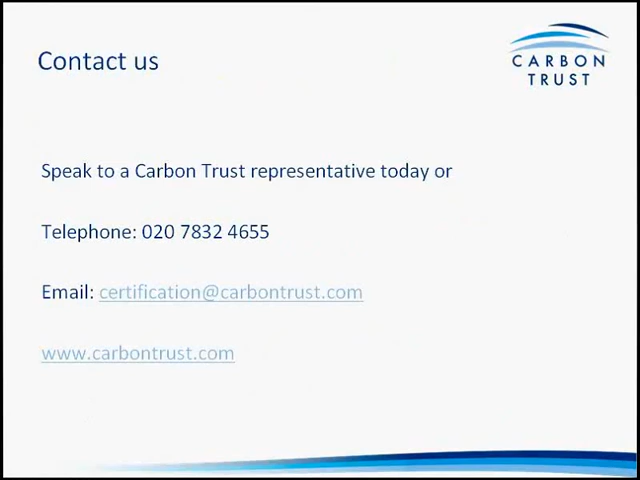 Contact us
CARBON
TRUST
Speak to a Carbon Trust representative today or
Telephone: 020 7832 4655
Email: certification@carbontrust.com
www.carbontrust.com